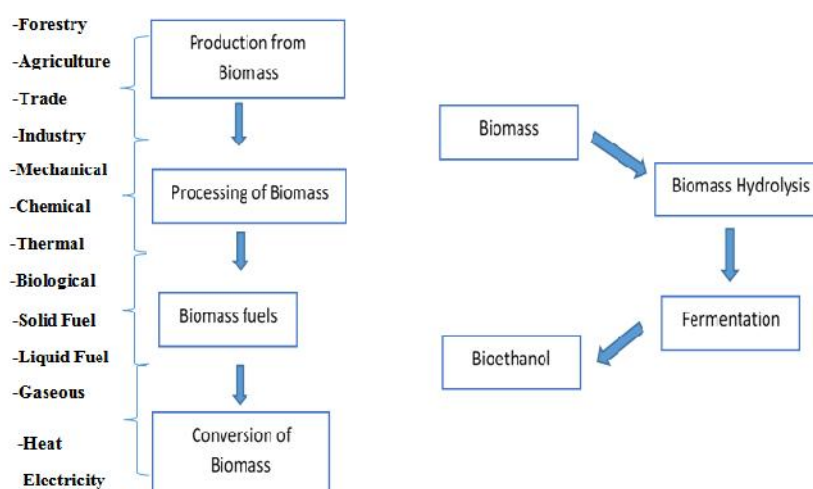 -Forestry
-Agriculture
-Trade
-Industry
-Mechanical
-Chemical
-Thermal
-Biological
-Solid Fuel
-Liquid Fuel
-Gaseous
-Heat
Electricity
Production from
Biomass
Processing of Biomass
Biomass fuels
Conversion of
Biomass
Biomass
Biomass Hydrolysis
Fermentation
Bioethanol